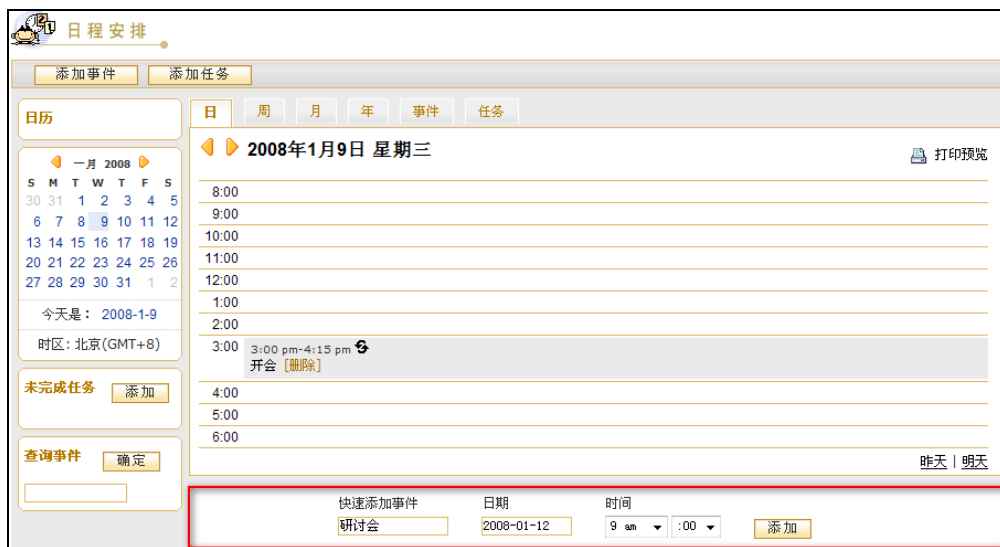 日程安排
添加事件 添加任务
日历
一月 2008
S M T W T F S
30 31 1 2 3 4 5
6 7 8 9 10 11 12
13 14 15 16 17 18 19
20 21 22 23 24 25 26
27 28 29 30 31 1 2
今天是： 2008-1-9
时区: 北京(GMT+8)
未完成任务 添加
查询事件 确定
日 周 月 年 事件 任务
2008年1月9日 星期三
打印预览
8:00
9:00
10:00
11:00
12:00
1:00
2:00
3:00 3:00 pm-4:15 pm
开会 [删除]
4:00
5:00
6:00
昨天 | 明天
快速添加事件 日期 时间
研讨会 2008-01-12 9 am :00 添加